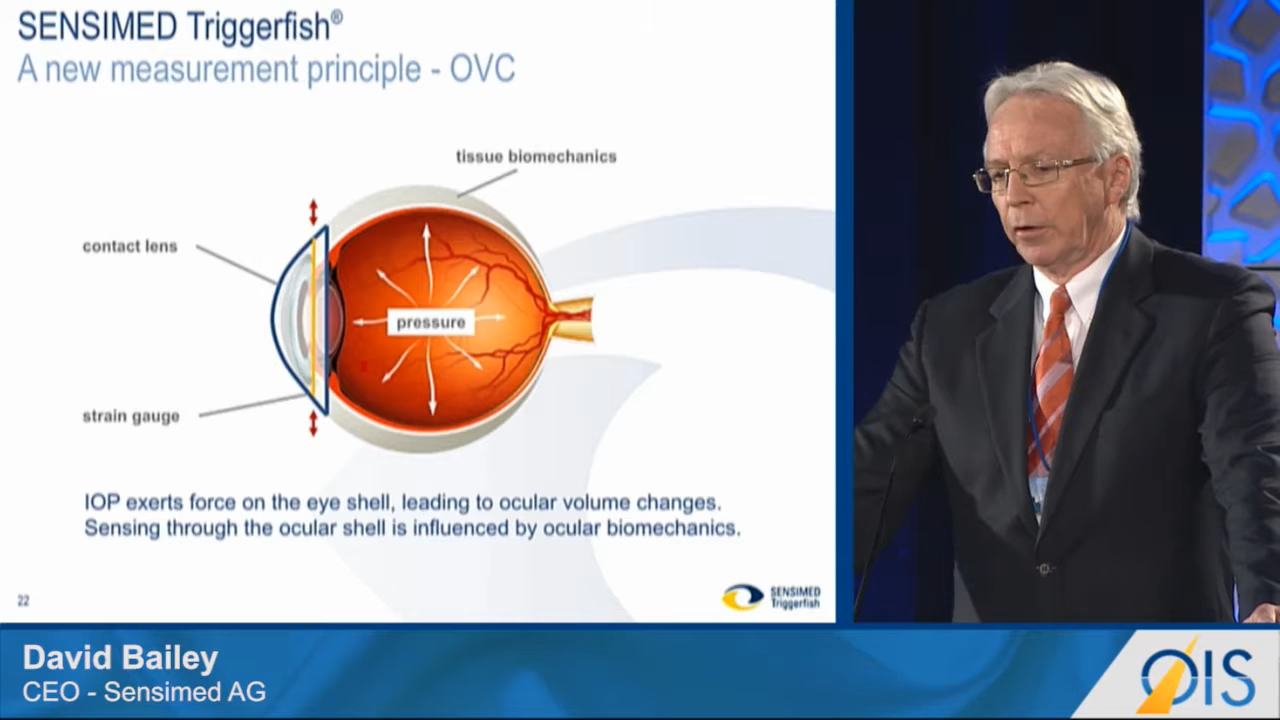 SENSIMED Triggerfish®
A new measurement principle - OVC
tissue biomechanics
contact lens
pressure
strain gauge
IOP exerts force on the eye shell, leading to ocular volume changes.
Sensing through the ocular shell is influenced by ocular biomechanics.
22
SENSIMED
Triggerfish
David Bailey
CEO - Sensimed AG
OIS